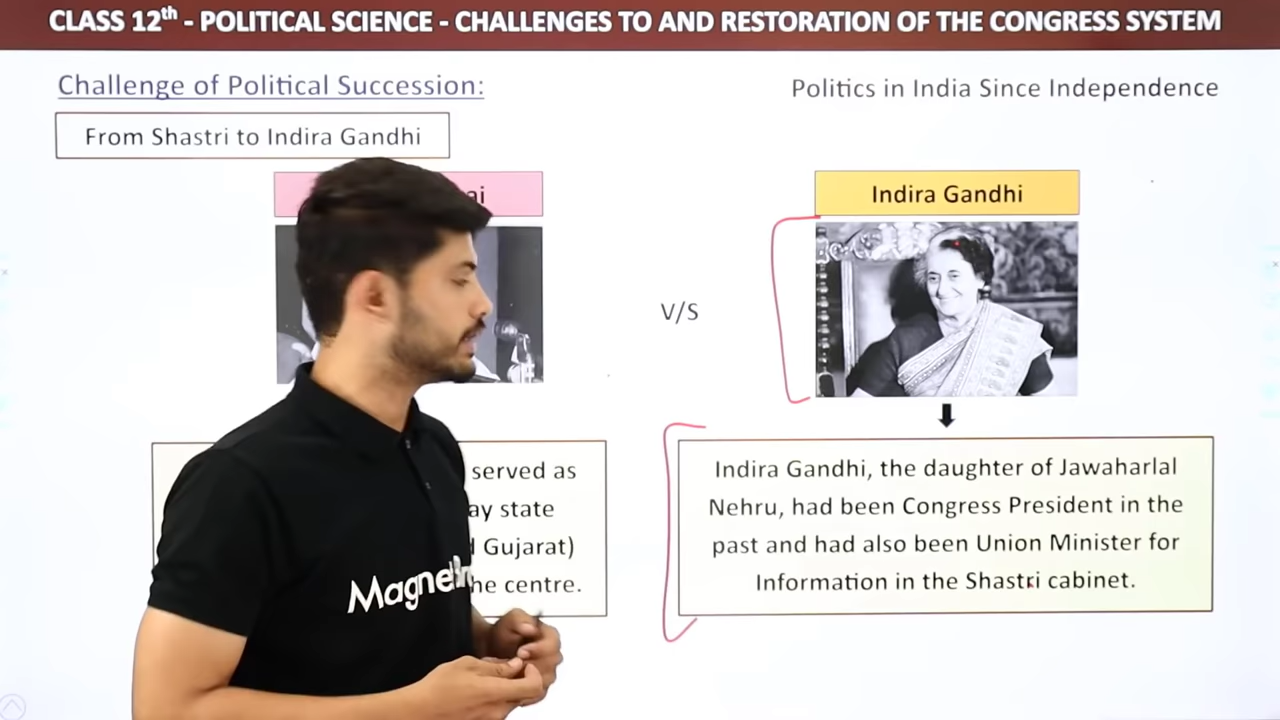 CLASS 12th - POLITICAL SCIENCE - CHALLENGES TO AND RESTORATION OF THE CONGRESS SYSTEM
Challenge of Political Succession:
Politics in India Since Independence
From Shastri to Indira Gandhi
Indira Gandhi
V/S
served as
state
Gujarat)
centre.
Indira Gandhi, the daughter of Jawaharlal
Nehru, had been Congress President in the
past and had also been Union Minister for
Information in the Shastri cabinet.